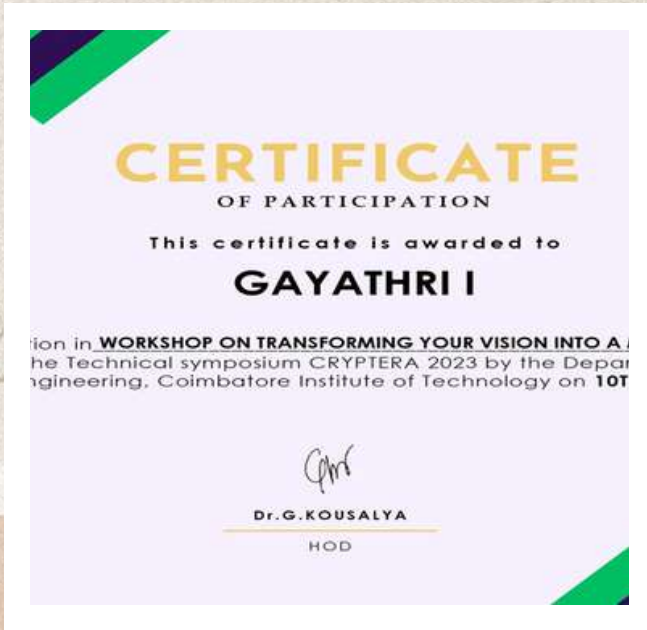 CERTIFICATE
OF PARTICIPATION
This certificate is awarded to
GAYATHRI I
ion in WORKSHOP ON TRANSFORMING YOUR VISION INTO A
he Technical symposium CRYPTERA 2023 by the Depar
ngineering, Coimbatore Institute of Technology on 10T
Dr.G.KOUSALYA
HOD